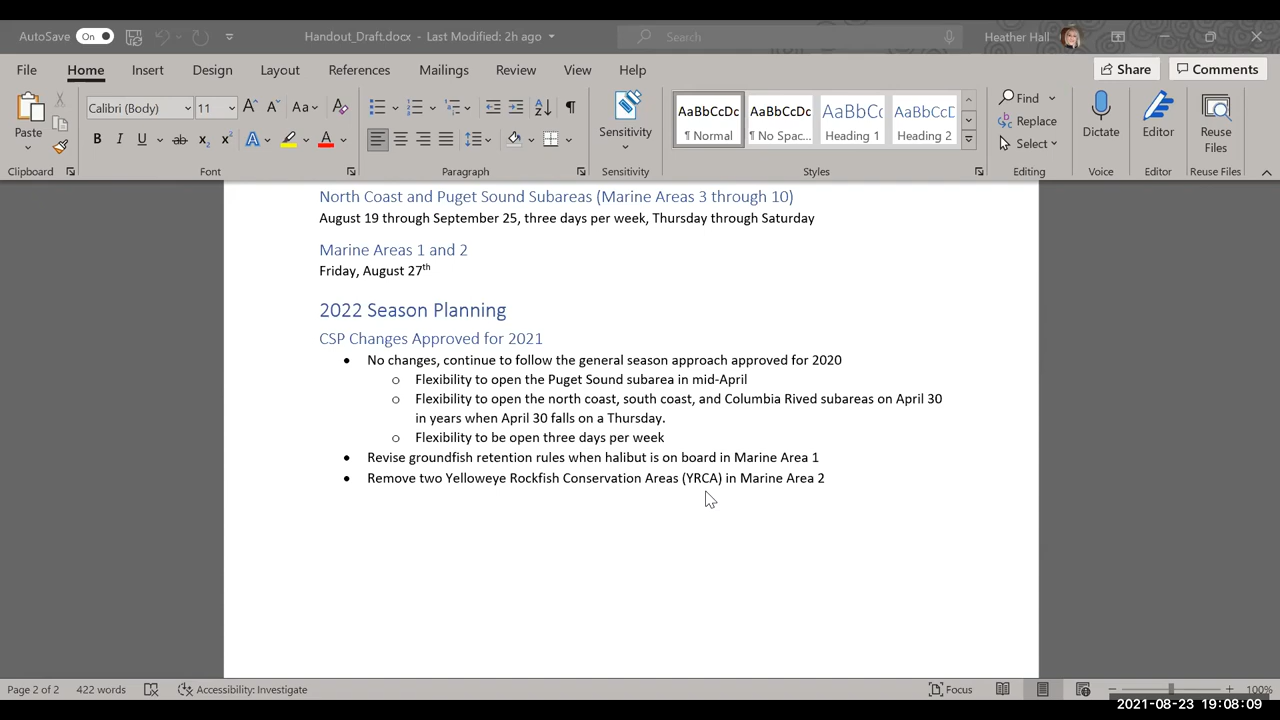 AutoSave On Handout_Draft.docx - Last Modified: 2h ago Search Heather Hall
File Home Insert Design Layout References Mailings Review View Help Share Comments
Paste Calibri (Body) 11 Aa Sensitivity AaBbCcDc AaBbCcDc AaBbCc AaBbCcD Find Dictate Editor Reuse Files
¶ Normal ¶ No Spac... Heading 1 Heading 2 Replace
Select
Clipboard Font Paragraph Sensitivity Styles Editing Voice Editor Reuse Files
North Coast and Puget Sound Subareas (Marine Areas 3 through 10)
August 19 through September 25, three days per week, Thursday through Saturday
Marine Areas 1 and 2
Friday, August 27th
2022 Season Planning
CSP Changes Approved for 2021
• No changes, continue to follow the general season approach approved for 2020
o Flexibility to open the Puget Sound subarea in mid-April
o Flexibility to open the north coast, south coast, and Columbia Rived subareas on April 30
in years when April 30 falls on a Thursday.
o Flexibility to be open three days per week
• Revise groundfish retention rules when halibut is on board in Marine Area 1
• Remove two Yelloweye Rockfish Conservation Areas (YRCA) in Marine Area 2
Page 2 of 2 422 words Accessibility: Investigate Focus 100%
2021-08-23 19:08:09